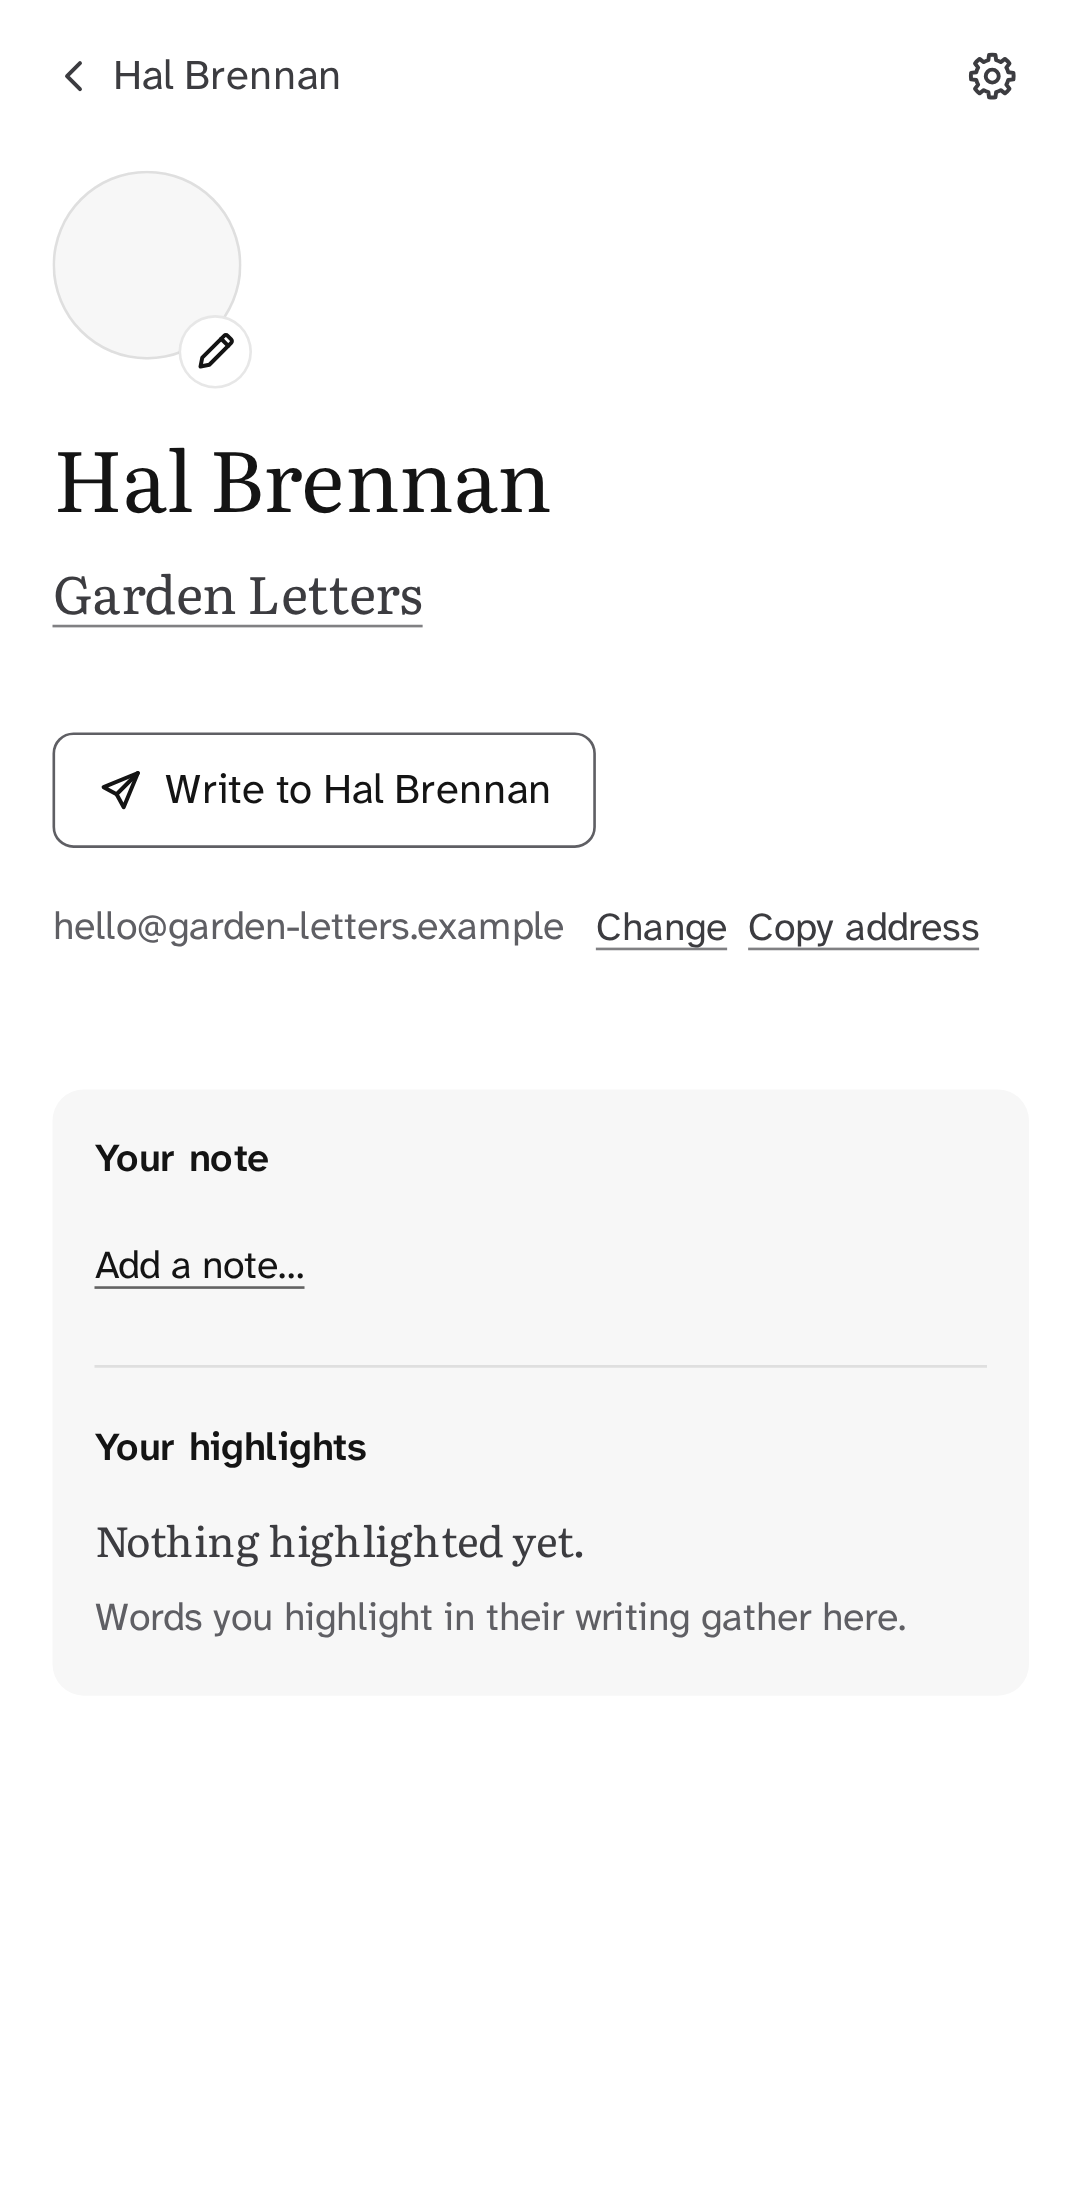 Hal Brennan
Hal Brennan
Garden Letters
Write to Hal Brennan
hello@garden-letters.example Change Copy address
Your note
Add a note...
Your highlights
Nothing highlighted yet.
Words you highlight in their writing gather here.